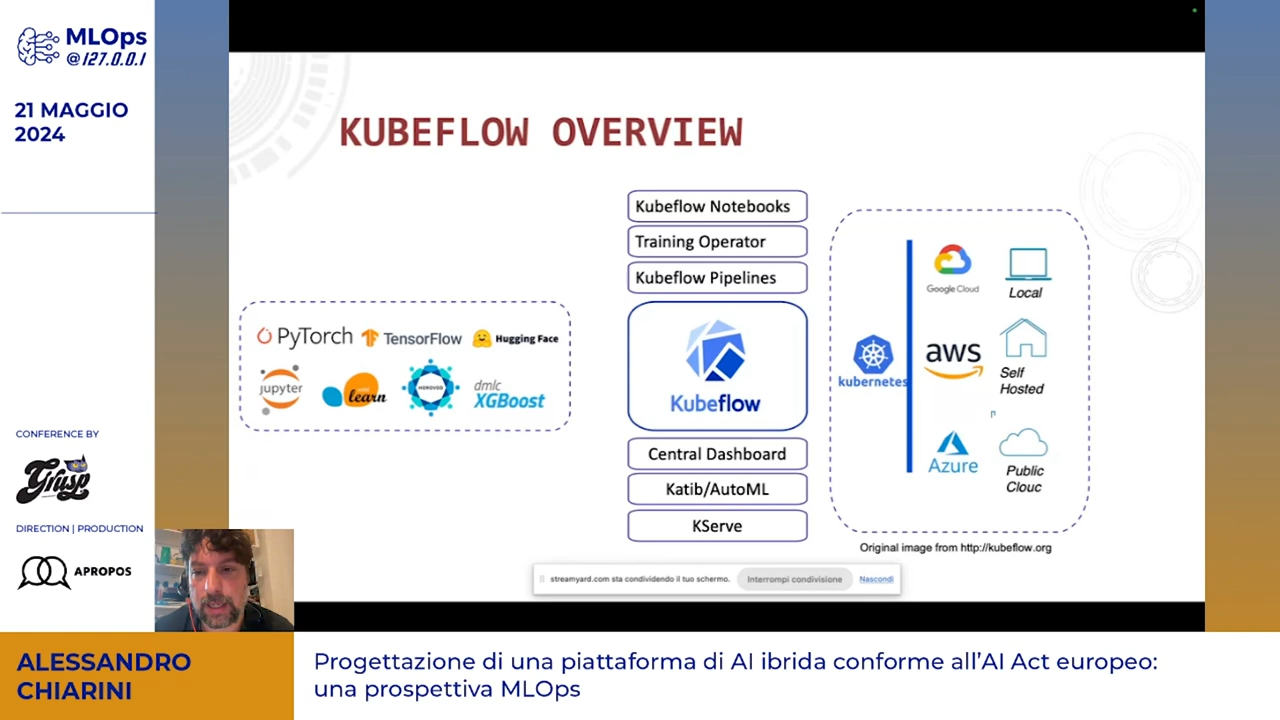 MLOps
@127.0.0.1
21 MAGGIO
2024
CONFERENCE BY
Grusp
DIRECTION | PRODUCTION
APROPOS
KUBEFLOW OVERVIEW
PyTorch
TensorFlow
Hugging Face
jupyter
learn
HOROVOD
dmlc
XGBoost
Kubeflow Notebooks
Training Operator
Kubeflow Pipelines
Kubeflow
Central Dashboard
Katib/AutoML
KServe
kubernetes
Google Cloud
Local
aws
Self
Hosted
Azure
Public
Clouc
Original image from http://kubeflow.org
streamyard.com sta condividendo il tuo schermo.
Interrompi condivisione
Nascondi
ALESSANDRO
CHIARINI
Progettazione di una piattaforma di AI ibrida conforme all'AI Act europeo:
una prospettiva MLOps